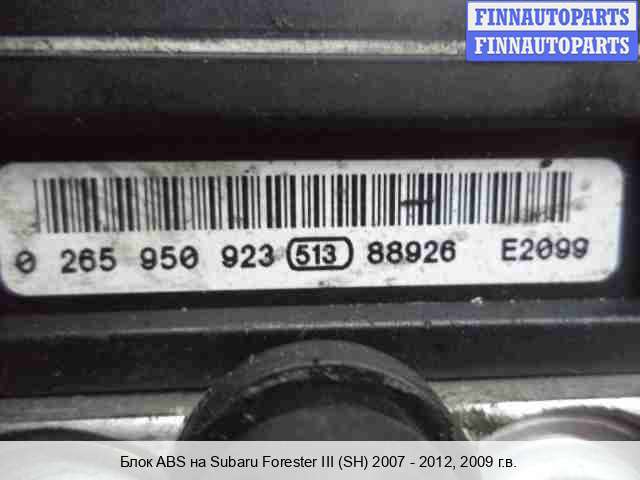 FINNAUTOPARTS
FINNAUTOPARTS
0 265 950 923 513 88926 E2099
Блок ABS на Subaru Forester III (SH) 2007 - 2012, 2009 г.в.